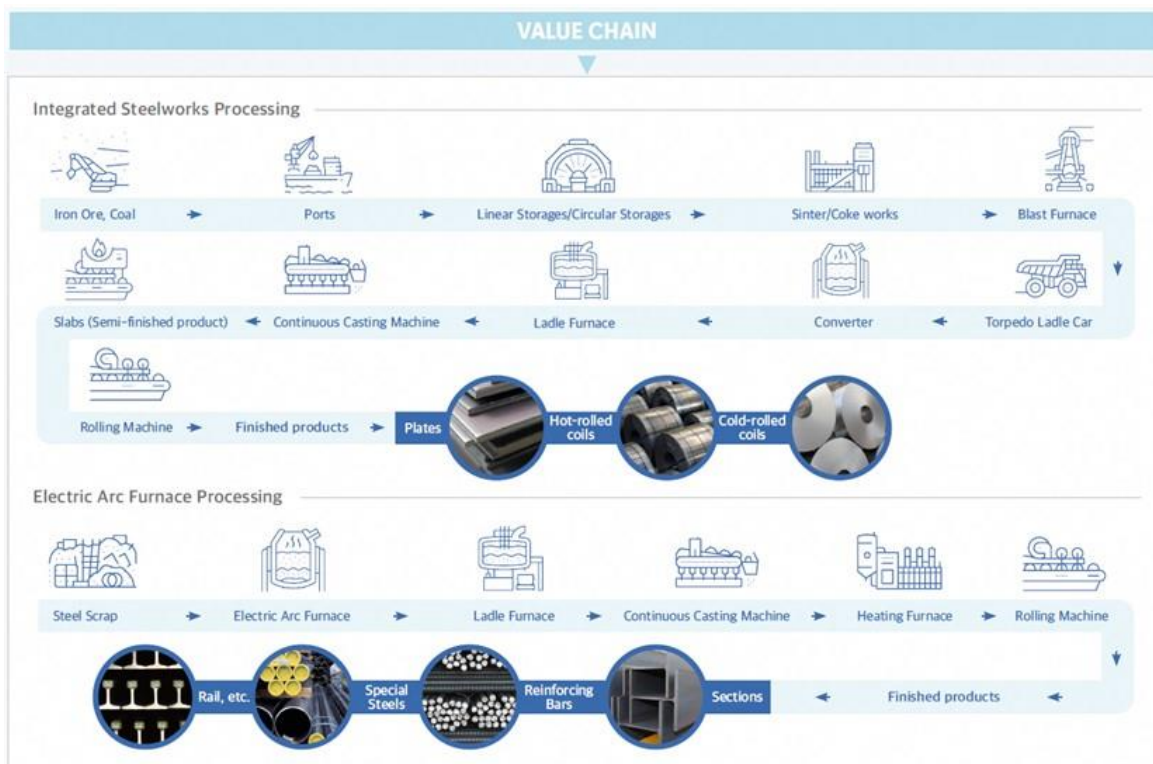 VALUE CHAIN
Integrated Steelworks Processing
Iron Ore, Coal
Ports
Linear Storages/Circular Storages
Sinter/Coke works
Blast Furnace
Torpedo Ladle Car
Converter
Ladle Furnace
Continuous Casting Machine
Slabs (Semi-finished product)
Rolling Machine
Finished products
Plates
Hot-rolled
coils
Cold-rolled
coils
Electric Arc Furnace Processing
Steel Scrap
Electric Arc Furnace
Ladle Furnace
Continuous Casting Machine
Heating Furnace
Rolling Machine
Finished products
Sections
Reinforcing
Bars
Special
Steels
Rail, etc.